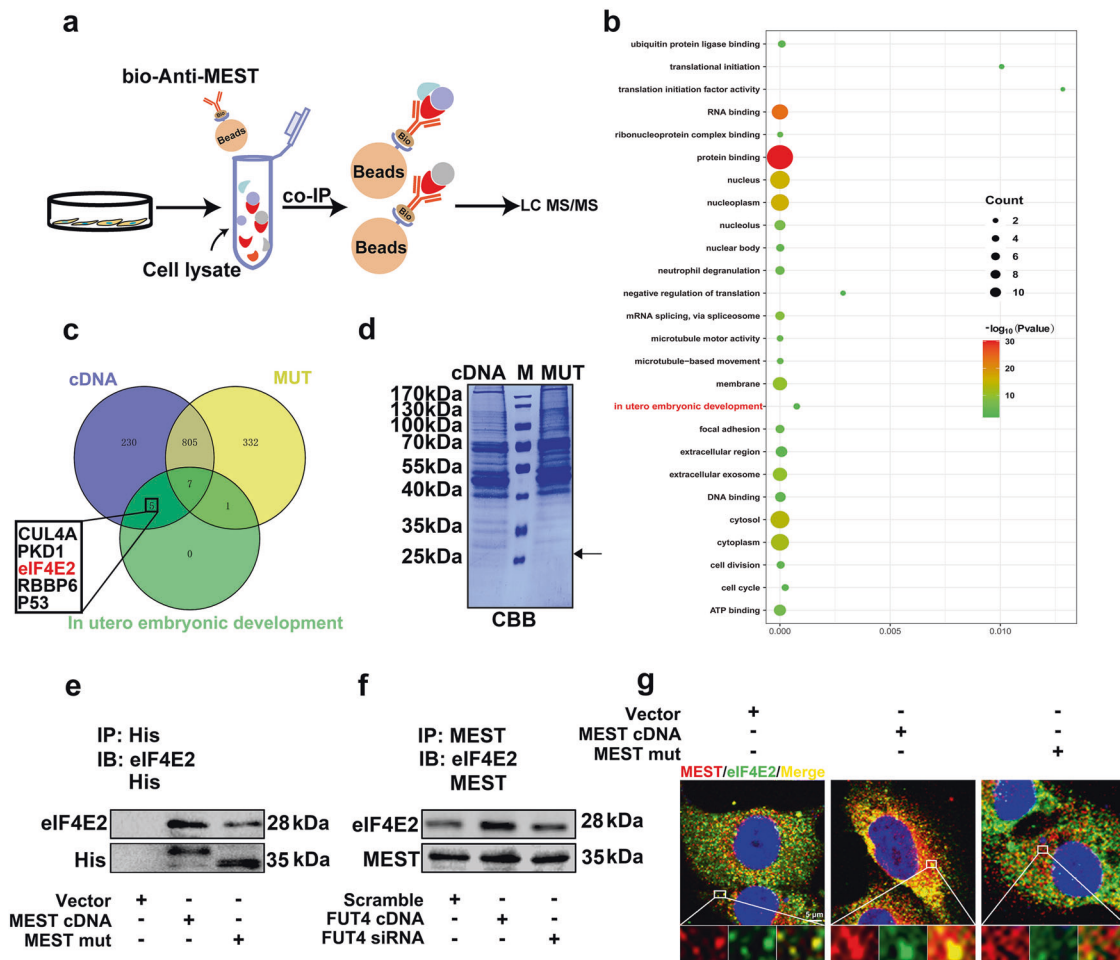 a
bio-Anti-MEST
Bio
Beads
Cell lysate
co-IP
Bio
Beads
Bio
Beads
LC MS/MS
b
ubiquitin protein ligase binding
translational initiation
translation initiation factor activity
RNA binding
ribonucleoprotein complex binding
protein binding
nucleus
nucleoplasm
nucleolus
nuclear body
neutrophil degranulation
negative regulation of translation
mRNA splicing, via spliceosome
microtubule motor activity
microtubule-based movement
membrane
in utero embryonic development
focal adhesion
extracellular region
extracellular exosome
DNA binding
cytosol
cytoplasm
cell division
cell cycle
ATP binding
0.000 0.005 0.010
Count
2
4
6
8
10
-log10(Pvalue)
30
20
10
c
cDNA
MUT
230
805
332
7
5
1
0
CUL4A
PKD1
eIF4E2
RBBP6
P53
In utero embryonic development
d
cDNA M MUT
170kDa
130kDa
100kDa
70kDa
55kDa
40kDa
35kDa
25kDa
CBB
e
IP: His
IB: eIF4E2
His
eIF4E2 28 kDa
His 35 kDa
Vector + - -
MEST cDNA - + -
MEST mut - - +
f
IP: MEST
IB: eIF4E2
MEST
eIF4E2 28 kDa
MEST 35kDa
Scramble + - -
FUT4 cDNA - + -
FUT4 siRNA - - +
g
Vector + - -
MEST cDNA - + -
MEST mut - - +
MEST/eIF4E2/Merge
5 μm